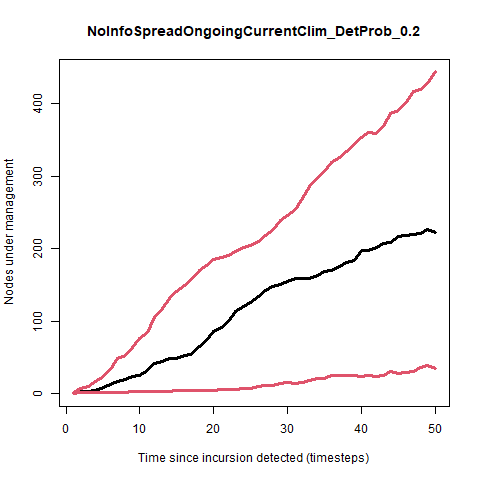 NoInfoSpreadOngoingCurrentClim_DetProb_0.2
Nodes under management
400
300
200
100
0
0 10 20 30 40 50
Time since incursion detected (timesteps)